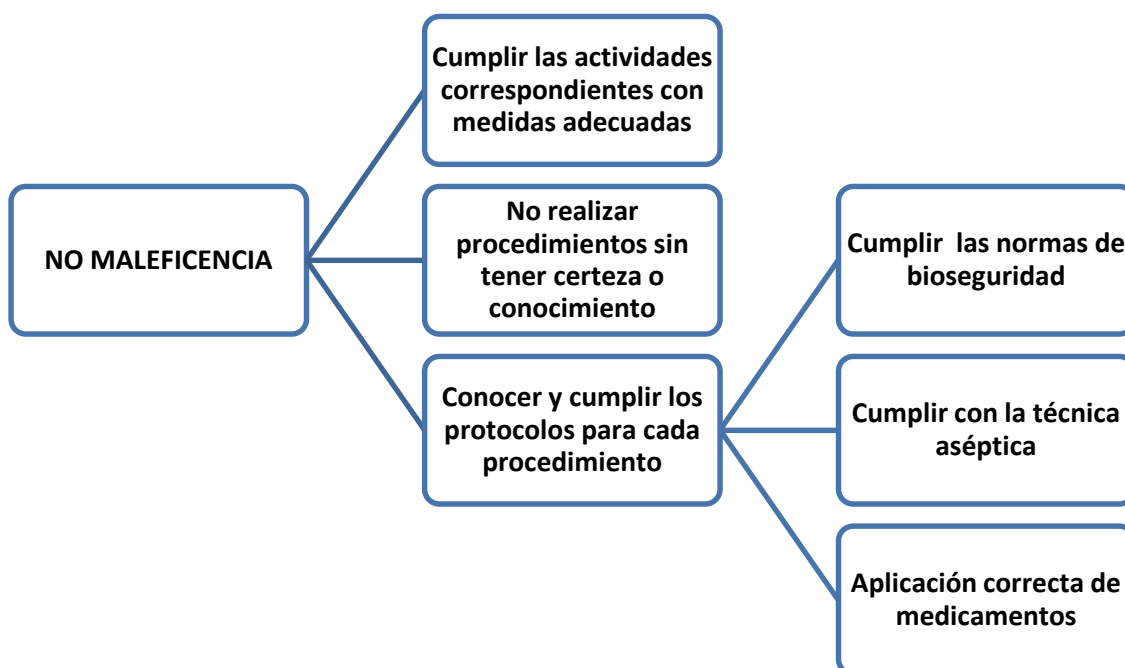 Cumplir las actividades
correspondientes con
medidas adecuadas
NO MALEFICENCIA
No realizar
procedimientos sin
tener certeza o
conocimiento
Conocer y cumplir los
protocolos para cada
procedimiento
Cumplir  las normas de
bioseguridad
Cumplir con la técnica
aséptica
Aplicación correcta de
medicamentos